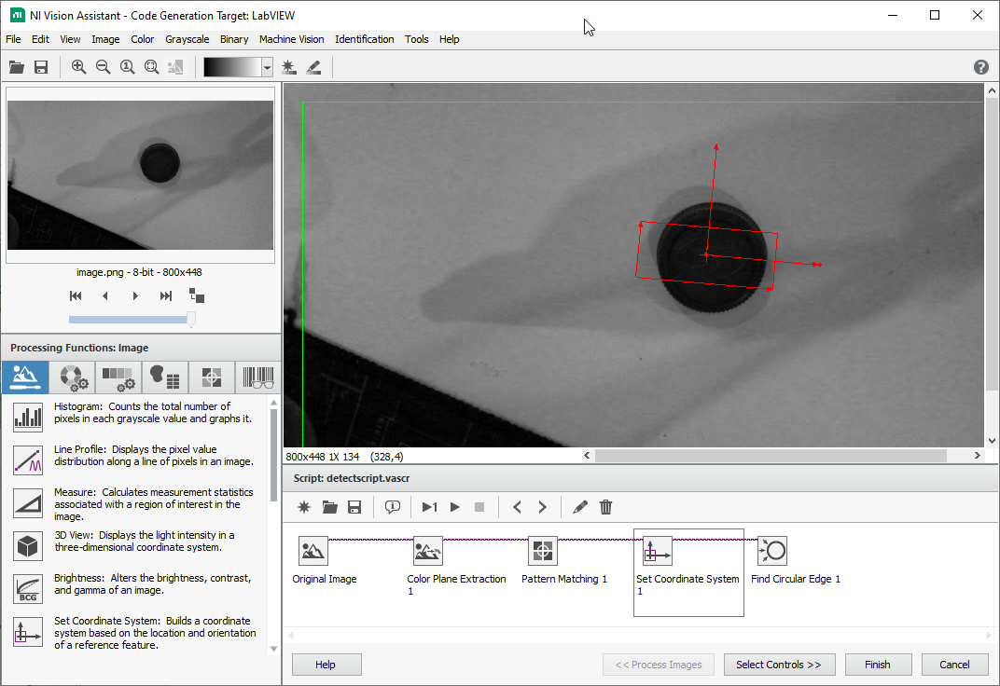 NI Vision Assistant - Code Generation Target: LabVIEW
File Edit View Image Color Grayscale Binary Machine Vision Identification Tools Help
image.png - 8-bit - 800x448
Processing Functions: Image
Histogram: Counts the total number of
pixels in each grayscale value and graphs it.
Line Profile: Displays the pixel value
distribution along a line of pixels in an image.
Measure: Calculates measurement statistics
associated with a region of interest in the
image.
3D View: Displays the light intensity in a
three-dimensional coordinate system.
Brightness: Alters the brightness, contrast,
and gamma of an image.
BCG
Set Coordinate System: Builds a coordinate
system based on the location and orientation
of a reference feature.
800x448 1X 134 (328,4)
Script: detectscript.vascr
1
Original Image
Color Plane Extraction
1
Pattern Matching 1
Set Coordinate System
1
Find Circular Edge 1
Help
<< Process Images
Select Controls >>
Finish
Cancel